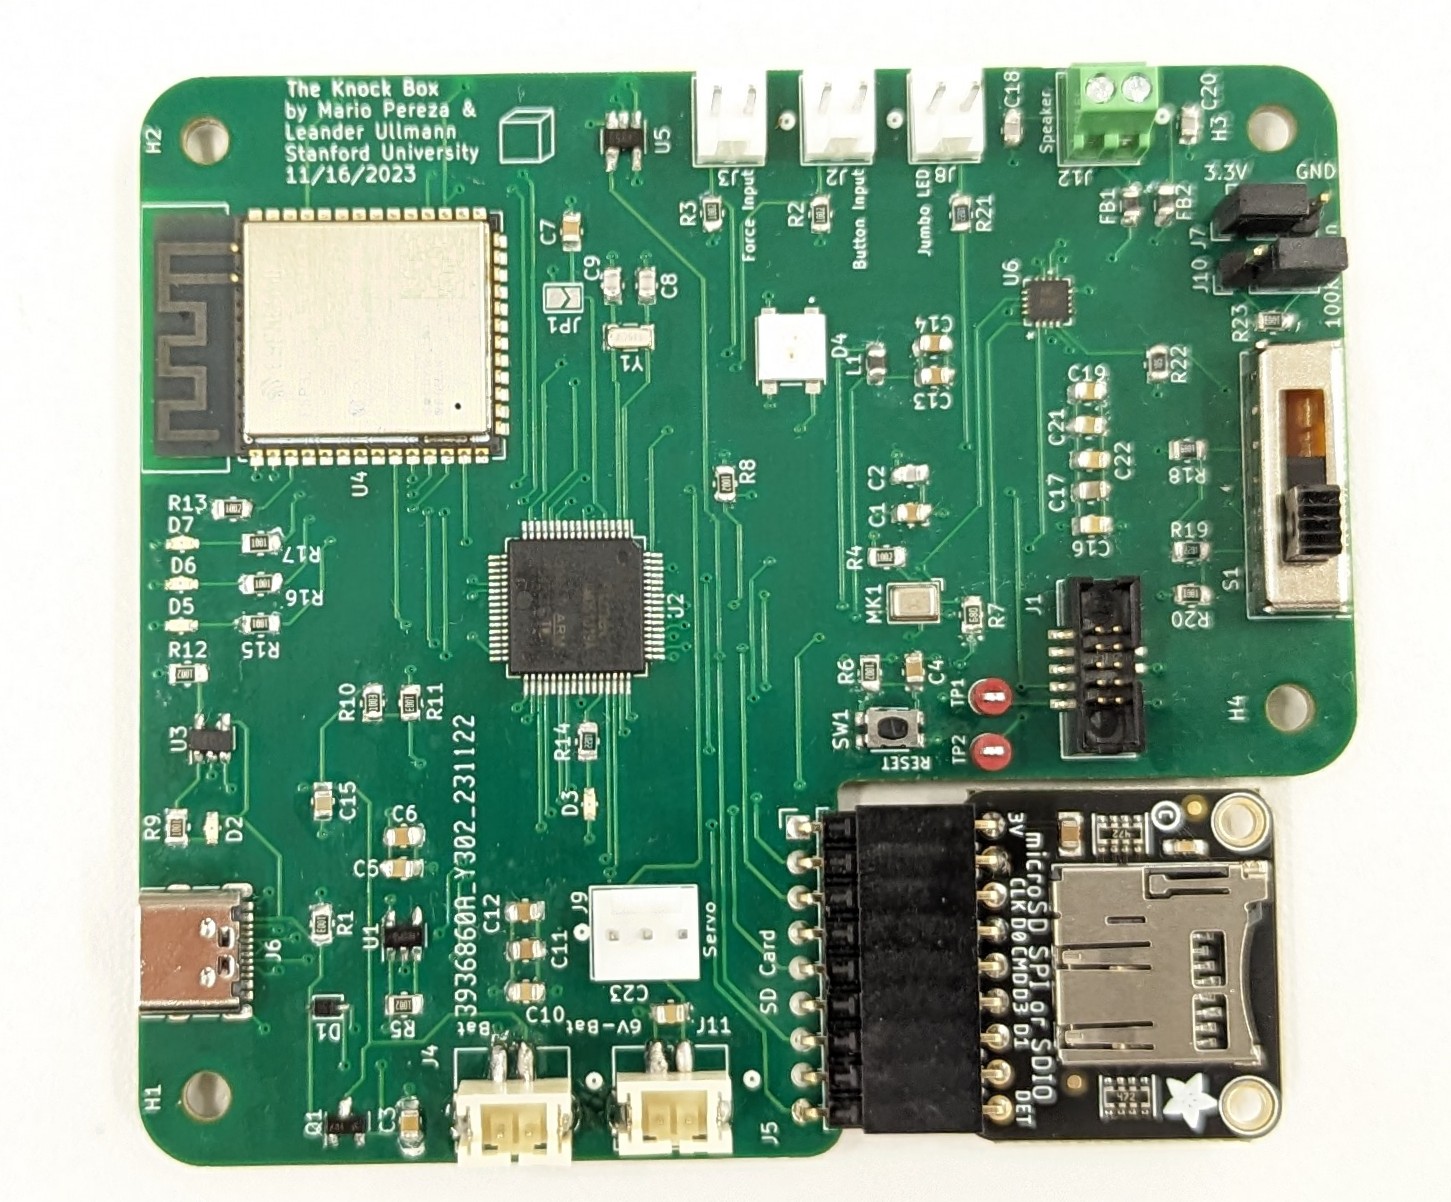 The Knock Box
by Mario Pereza &
Leander Ullmann
Stanford University
11/16/2023
H2
U5
J3
Force Input
J2
Button Input
J8
Jumbo LED
C18
Speaker
J12
C20
H3
3.3V
GND
R3
R2
R21
FB1
FB2
J7
J10
100K
R23
C7
C9
C8
JP1
Y1
U6
D4
L1
C14
C13
R22
C19
C21
C22
C17
C16
U4
R8
C2
C1
R18
R13
D7
R17
D6
R16
D5
R15
R12
R4
R19
R20
S1
MK1
R7
J1
U2
ARM
R6
C4
TP1
TP2
SW1
RESET
H4
R10
R11
U3
R14
D3
R9
D2
C15
C6
C5
3936860A_Y302_231122
J6
R1
U1
C12
C11
C10
J9
Servo
C23
SD Card
D1
R5
J4
Bat
6V-Bat
J11
J5
H1
Q1
C3
3V
CLK
D0
CMD
D3
D1
DET
microSD SPI or SDIO
472
472